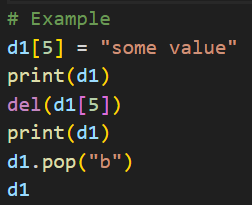 # Example
d1[5] = "some value"
print(d1)
del(d1[5])
print(d1)
d1.pop("b")
d1